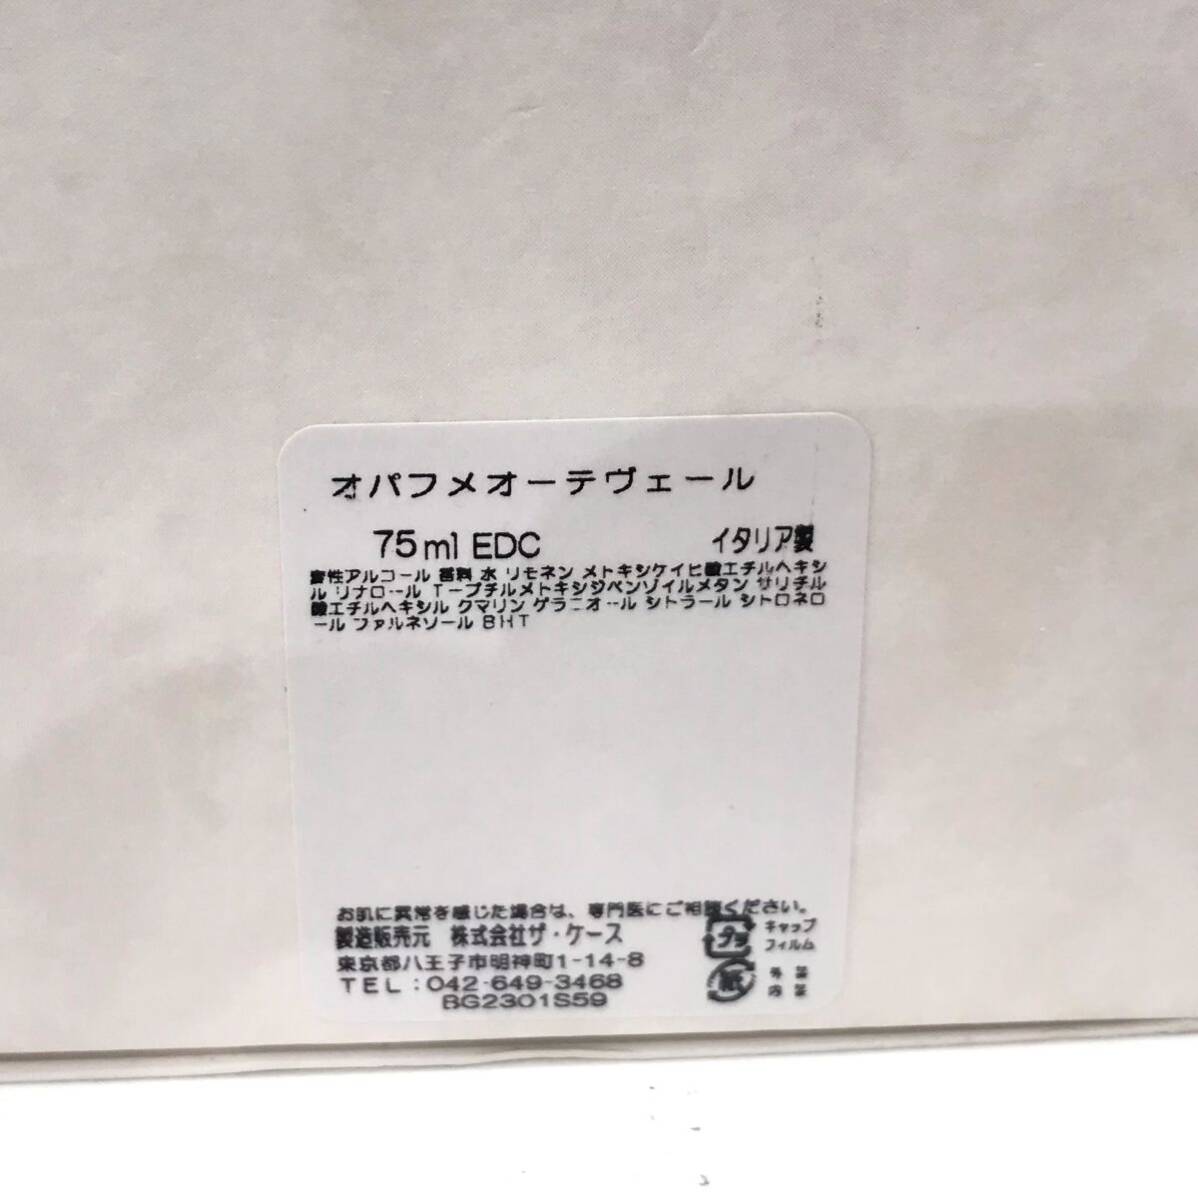 オパフメオーテヴェール
75ml EDC イタリア製
変性アルコール 香料 水 リモネン メトキシケイヒ酸エチルヘキシ
ル リナロール T-ブチルメトキシジベンゾイルメタン サリチル
酸エチルヘキシル クマリン ゲラニオール シトラール シトロネロ
ール ファルネソール BHT
お肌に異常を感じた場合は、専門医にご相談ください。
製造販売元 株式会社ザ・ケース
東京都八王子市明神町1-14-8
TEL:042-649-3468
BG2301S59
プラ
キャップ
フィルム
紙
外箱
内箱